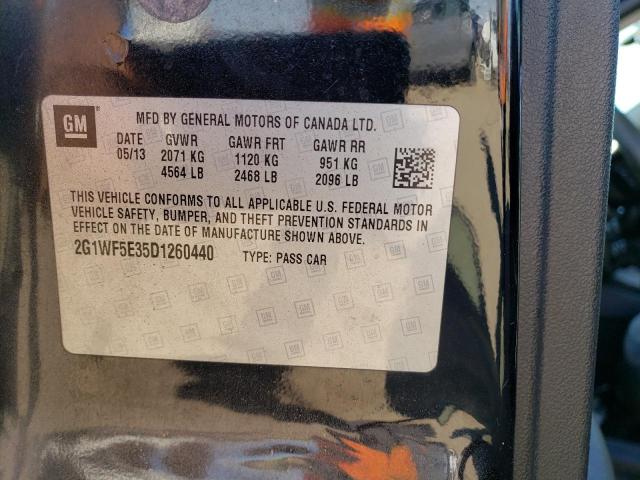 GM
MFD BY GENERAL MOTORS OF CANADA LTD.
DATE GVWR GAWR FRT GAWR RR
05/13 2071 KG 1120 KG 951 KG
4564 LB 2468 LB 2096 LB
THIS VEHICLE CONFORMS TO ALL APPLICABLE U.S. FEDERAL MOTOR
VEHICLE SAFETY, BUMPER, AND THEFT PREVENTION STANDARDS IN
EFFECT ON THE DATE OF MANUFACTURE SHOWN ABOVE.
2G1WF5E35D1260440 TYPE: PASS CAR